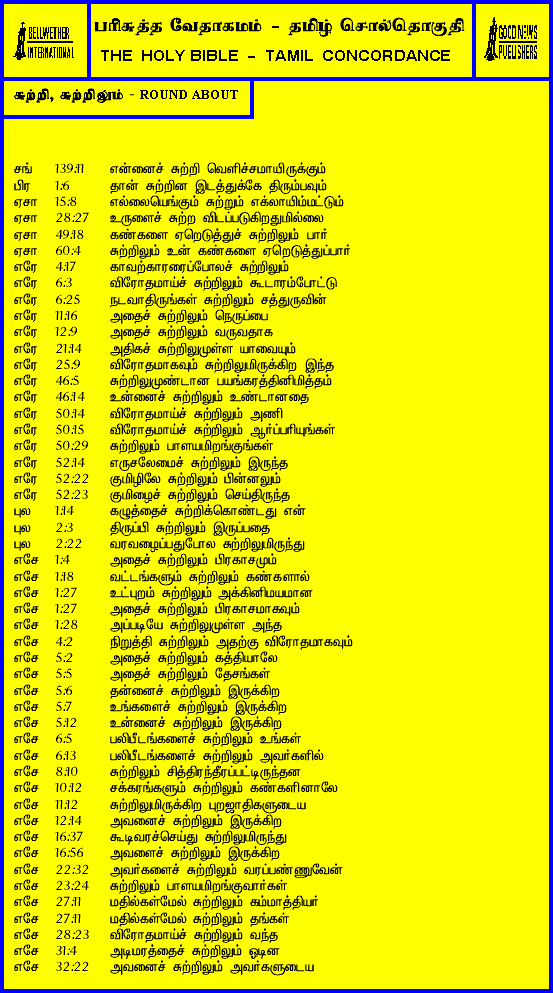 BELLWETHER
INTERNATIONAL
பரிசுத்த வேதாகமம் - தமிழ் சொல்தொகுதி
THE HOLY BIBLE - TAMIL CONCORDANCE
GOOD NEWS
PUBLISHERS
சுற்றி, சுற்றிலும் - ROUND ABOUT
சங் 139:11 என்னைச் சுற்றி வெளிச்சமாயிருக்கும்
பிர 1:6 தான் சுற்றின இடத்துக்கே திரும்பவும்
ஏசா 15:8 எல்லையெங்கும் சுற்றும் எக்லாயிம்மட்டும்
ஏசா 28:27 உருளைச் சுற்ற விடப்படுகிறதுமில்லை
ஏசா 49:18 கண்களை ஏறெடுத்துச் சுற்றிலும் பார்
ஏசா 60:4 சுற்றிலும் உன் கண்களை ஏறெடுத்துப்பார்
எரே 4:17 காவற்காரரைப்போலச் சுற்றிலும்
எரே 6:3 விரோதமாய்ச் சுற்றிலும் கூடாரம்போட்டு
எரே 6:25 நடவாதிருங்கள் சுற்றிலும் சத்துருவின்
எரே 11:16 அதைச் சுற்றிலும் நெருப்பை
எரே 12:9 அதைச் சுற்றிலும் வருவதாக
எரே 21:14 அதிகச் சுற்றிலுமுள்ள யாவையும்
எரே 25:9 விரோதமாகவும் சுற்றிலுமிருக்கிற இந்த
எரே 46:5 சுற்றிலுமுண்டான பயங்கரத்தினிமித்தம்
எரே 46:14 உன்னைச் சுற்றிலும் உண்டானதை
எரே 50:14 விரோதமாய்ச் சுற்றிலும் அணி
எரே 50:15 விரோதமாய்ச் சுற்றிலும் ஆர்ப்பரியுங்கள்
எரே 50:29 சுற்றிலும் பாளயமிறங்குங்கள்
எரே 52:14 எருசலேமைச் சுற்றிலும் இருந்த
எரே 52:22 குமிழிலே சுற்றிலும் பின்னலும்
எரே 52:23 குமிழைச் சுற்றிலும் செய்திருந்த
புல 1:14 கழுத்தைச் சுற்றிக்கொண்டது என்
புல 2:3 திருப்பி சுற்றிலும் இருப்பதை
புல 2:22 வரவழைப்பதுபோல சுற்றிலுமிருந்து
எசே 1:4 அதைச் சுற்றிலும் பிரகாசமும்
எசே 1:18 வட்டங்களும் சுற்றிலும் கண்களால்
எசே 1:27 உட்புறம் சுற்றிலும் அக்கினிமயமான
எசே 1:27 அதைச் சுற்றிலும் பிரகாசமாகவும்
எசே 1:28 அப்படியே சுற்றிலுமுள்ள அந்த
எசே 4:2 நிறுத்தி சுற்றிலும் அதற்கு விரோதமாகவும்
எசே 5:2 அதைச் சுற்றிலும் கத்தியாலே
எசே 5:5 அதைச் சுற்றிலும் தேசங்கள்
எசே 5:6 தன்னைச் சுற்றிலும் இருக்கிற
எசே 5:7 உங்களைச் சுற்றிலும் இருக்கிற
எசே 5:12 உன்னைச் சுற்றிலும் இருக்கிற
எசே 6:5 பலிபீடங்களைச் சுற்றிலும் உங்கள்
எசே 6:13 பலிபீடங்களைச் சுற்றிலும் அவர்களில்
எசே 8:10 சுற்றிலும் சித்திரந்தீரப்பட்டிருந்தன
எசே 10:12 சக்கரங்களும் சுற்றிலும் கண்களினாலே
எசே 11:12 சுற்றிலுமிருக்கிற புறஜாதிகளுடைய
எசே 12:14 அவனைச் சுற்றிலும் இருக்கிற
எசே 16:37 கூடிவரச்செய்து சுற்றிலுமிருந்து
எசே 16:56 அவளைச் சுற்றிலும் இருக்கிற
எசே 22:32 அவர்களைச் சுற்றிலும் வரப்பண்ணுவேன்
எசே 23:24 சுற்றிலும் பாளயமிறங்குவார்கள்
எசே 27:11 மதில்கள்மேல் சுற்றிலும் கம்மாத்தியர்
எசே 27:11 மதில்கள்மேல் சுற்றிலும் தங்கள்
எசே 28:23 விரோதமாய்ச் சுற்றிலும் வந்த
எசே 31:4 அடிமரத்தைச் சுற்றிலும் ஓடின
எசே 32:22 அவனைச் சுற்றிலும் அவர்களுடைய